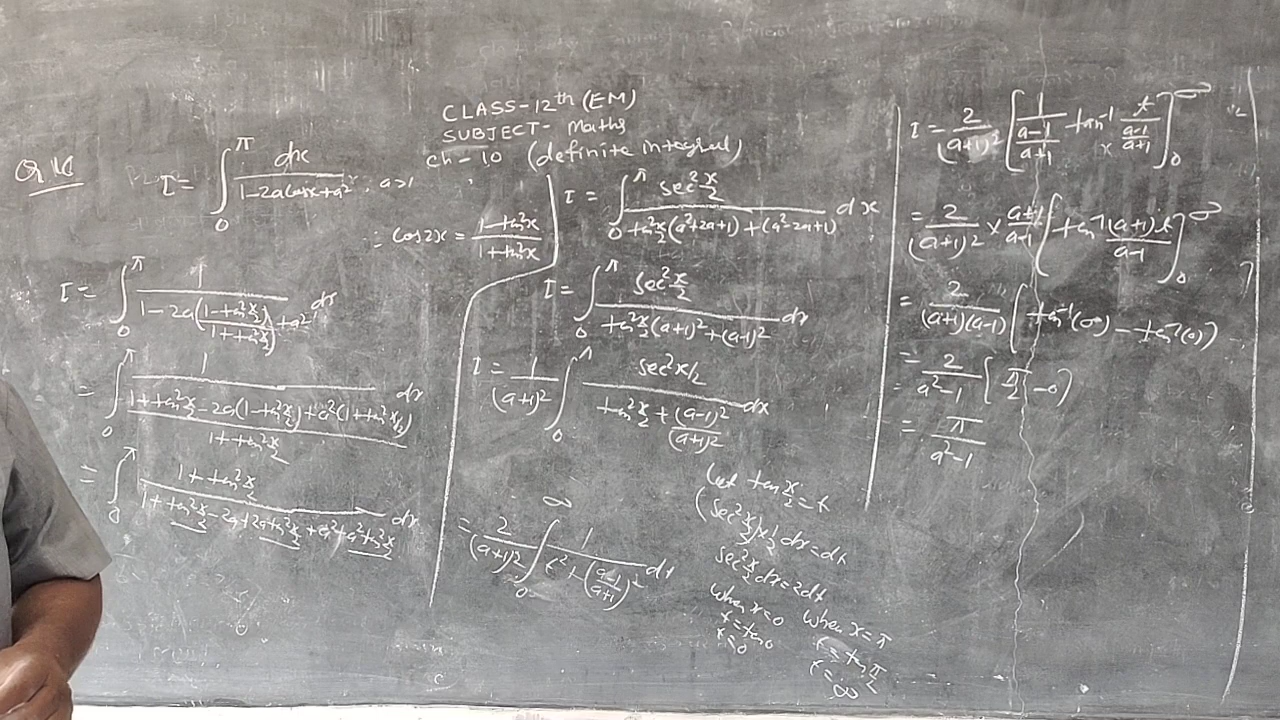 CLASS-12th (EM)
SUBJECT- Maths
ch-10 (definite integral)
I = ∫₀^π dx / (1-2a cosx+a²), a>1
∵ cos2x = (1-tan²x) / (1+tan²x)
I = ∫₀^π 1 / (1-2a((1-tan²x/2) / (1+tan²x/2))+a²) dx
= ∫₀^π 1 / ((1+tan²x/2-2a(1-tan²x/2)+a²(1+tan²x/2)) / (1+tan²x/2)) dx
= ∫₀^π (1+tan²x/2) / (1+tan²x/2-2a+2atan²x/2+a²+a²tan²x/2) dx
I = ∫₀^π sec²x/2 / (tan²x/2(a²+2a+1)+(a²-2a+1)) dx
I = ∫₀^π sec²x/2 / (tan²x/2(a+1)²+(a-1)²) dx
I = 1/(a+1)² ∫₀^π sec²x/2 / (tan²x/2+(a-1)²/(a+1)²) dx
Let tan x/2 = t
(sec²x/2)×1/2 dx=dt
sec²x/2 dx=2dt
when x=0 when x=π
t=tan0 t=tan π/2
t=0 t=∞
= 2/(a+1)² ∫₀^∞ 1 / (t²+((a-1)/(a+1))²) dt
I = 2/(a+1)² [1/((a-1)/(a+1)) tan⁻¹ t/((a-1)/(a+1))]₀^∞
= 2/(a+1)² × (a+1)/(a-1) [tan⁻¹ (a+1)t/(a-1)]₀^∞
= 2/((a+1)(a-1)) [tan⁻¹(∞) - tan⁻¹(0)]
= 2/(a²-1) [π/2 -0]
= π/(a²-1)